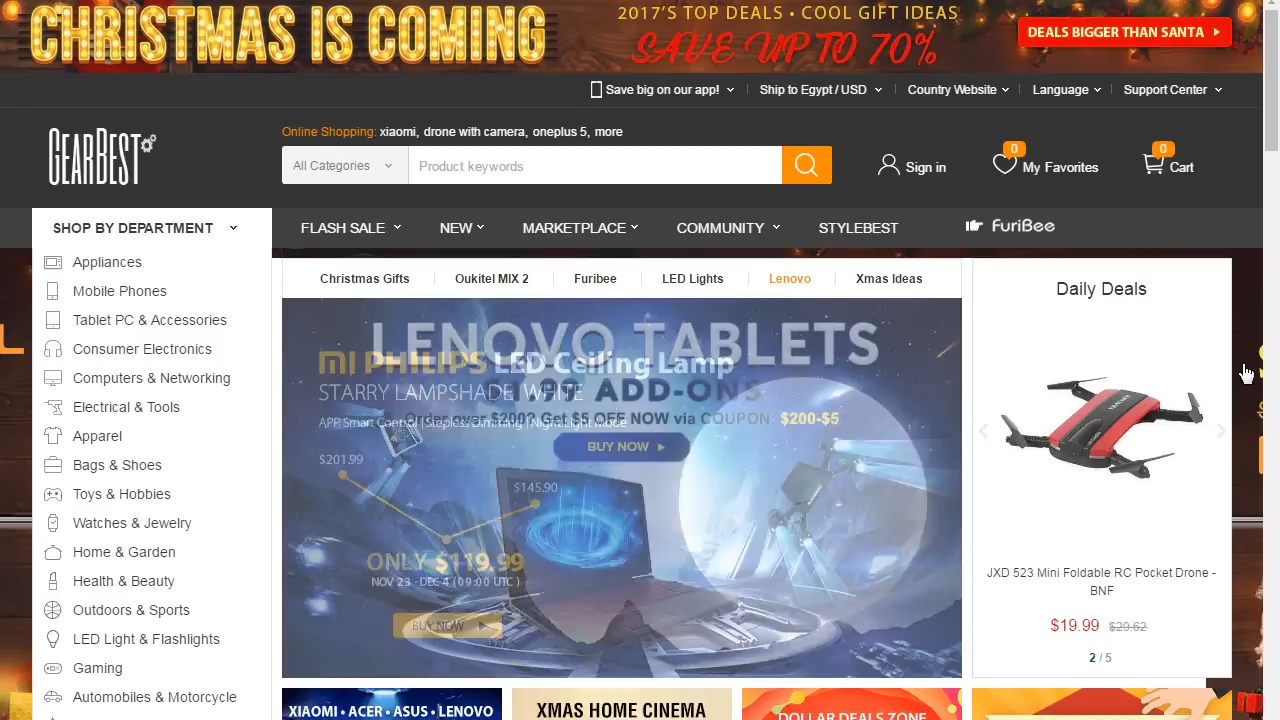 CHRISTMAS IS COMING
2017'S TOP DEALS • COOL GIFT IDEAS
SAVE UP TO 70%
DEALS BIGGER THAN SANTA
Save big on our app!
Ship to Egypt / USD
Country Website
Language
Support Center
GEARBEST
Online Shopping: xiaomi, drone with camera, oneplus 5, more
All Categories
Product keywords
Sign in
0
My Favorites
0
Cart
SHOP BY DEPARTMENT
FLASH SALE
NEW
MARKETPLACE
COMMUNITY
STYLEBEST
FuriBee
Appliances
Mobile Phones
Tablet PC & Accessories
Consumer Electronics
Computers & Networking
Electrical & Tools
Apparel
Bags & Shoes
Toys & Hobbies
Watches & Jewelry
Home & Garden
Health & Beauty
Outdoors & Sports
LED Light & Flashlights
Gaming
Automobiles & Motorcycle
Christmas Gifts
Oukitel MIX 2
Furibee
LED Lights
Lenovo
Xmas Ideas
LENOVO TABLETS
MI PHILIPS LED Ceiling Lamp
STARRY LAMPSHADE WHITE
ADD-ONS
Order over $200? Get $5 OFF NOW via COUPON: $200-$5
APP Smart Control | Stepless Dimming | Night Light Mode
BUY NOW
$201.99
$145.90
ONLY $119.99
NOV 23 -DEC 4 (09:00 UTC)
BUY NOW
Daily Deals
JXD 523 Mini Foldable RC Pocket Drone -
BNF
$19.99 $29.62
2 / 5
XIAOMI • ACER • ASUS • LENOVO
XMAS HOME CINEMA
DOLLAR DEALS ZONE